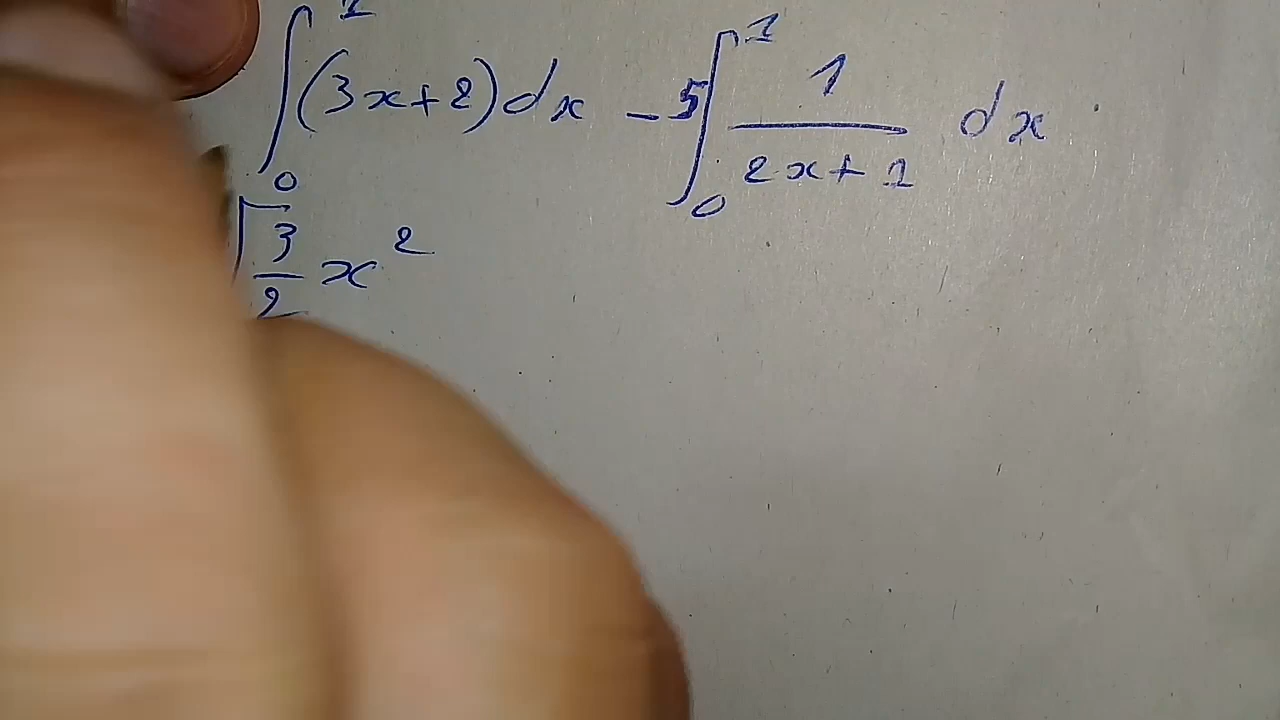 ∫₀¹ (3x+2)dx - 5∫₀¹ 1/(2x+1) dx
[3/2 x²